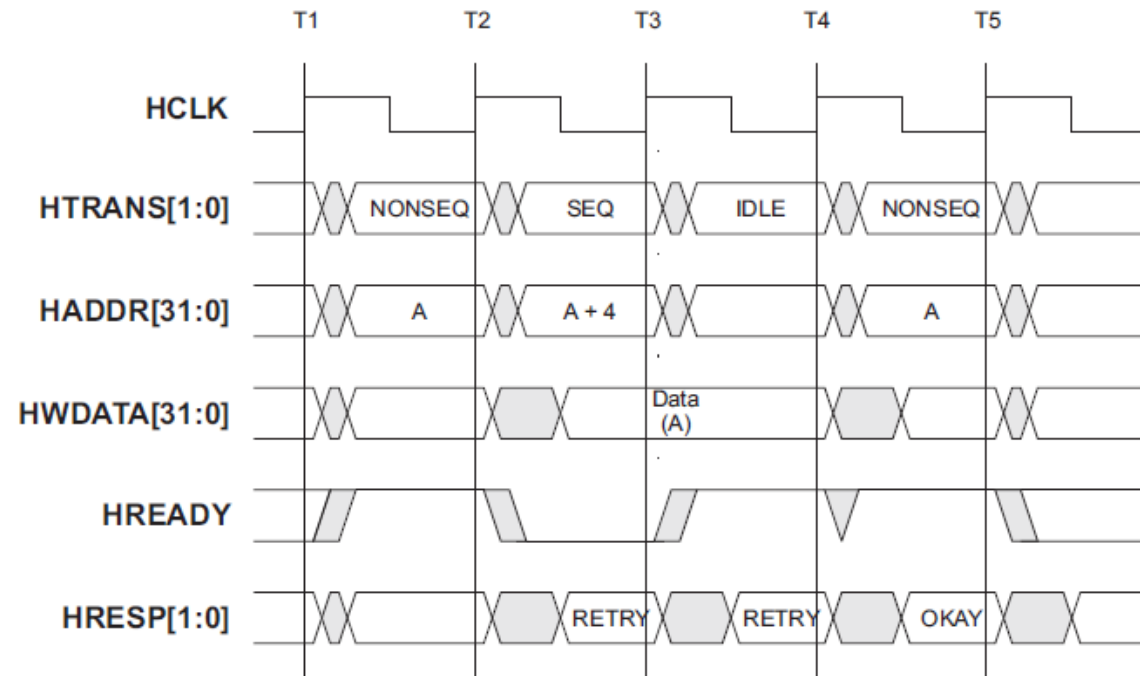 T1 T2 T3 T4 T5
HCLK
HTRANS[1:0] NONSEQ SEQ IDLE NONSEQ
HADDR[31:0] A A + 4 A
HWDATA[31:0] Data
(A)
HREADY
HRESP[1:0] RETRY RETRY OKAY